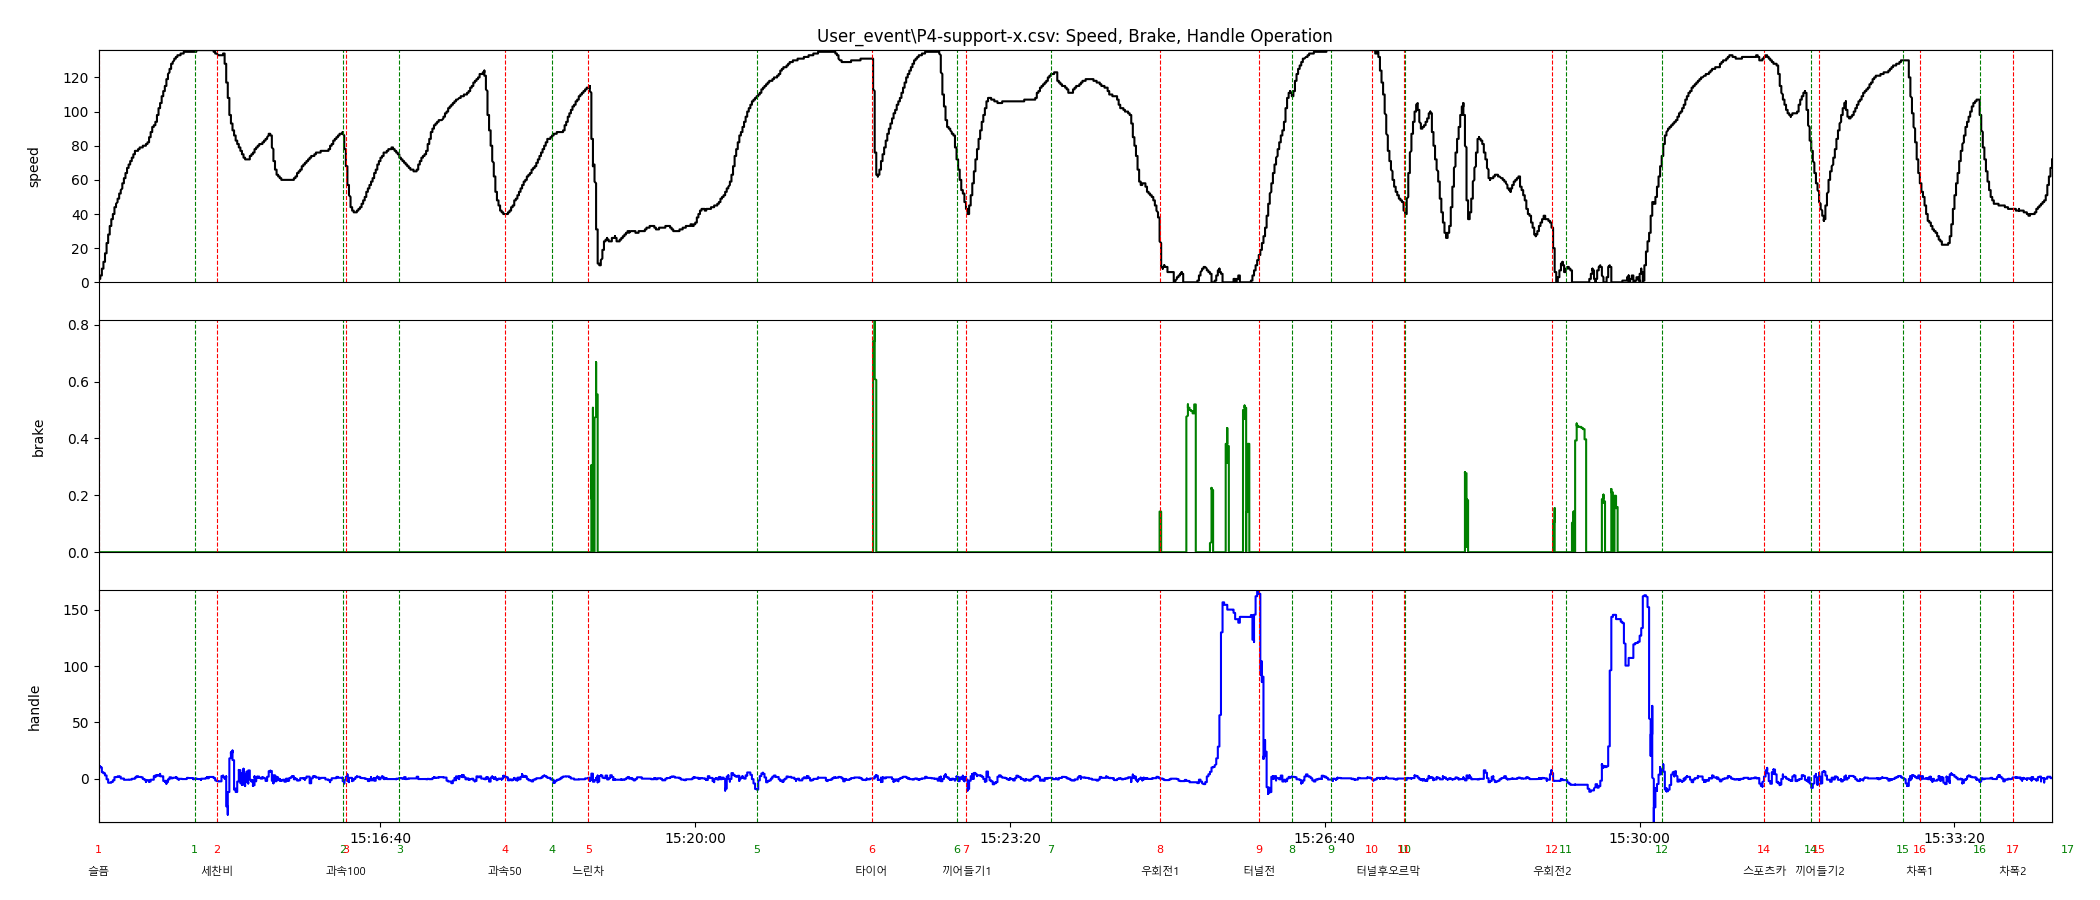 User_event\P4-support-x.csv: Speed, Brake, Handle Operation
speed
120
100
80
60
40
20
0
brake
0.8
0.6
0.4
0.2
0.0
handle
150
100
50
0
15:16:40 15:20:00 15:23:20 15:26:40 15:30:00 15:33:20
1 1 2 2 3 3 4 4 5 5 6 6 7 7 8 9 8 9 10 10 12 11 12 14 14 15 15 16 16 17 17
슬픔 세찬비 과속100 과속50 느린차 타이어 끼어들기1 우회전1 터널전 터널후오르막 우회전2 스포츠카 끼어들기2 차폭1 차폭2